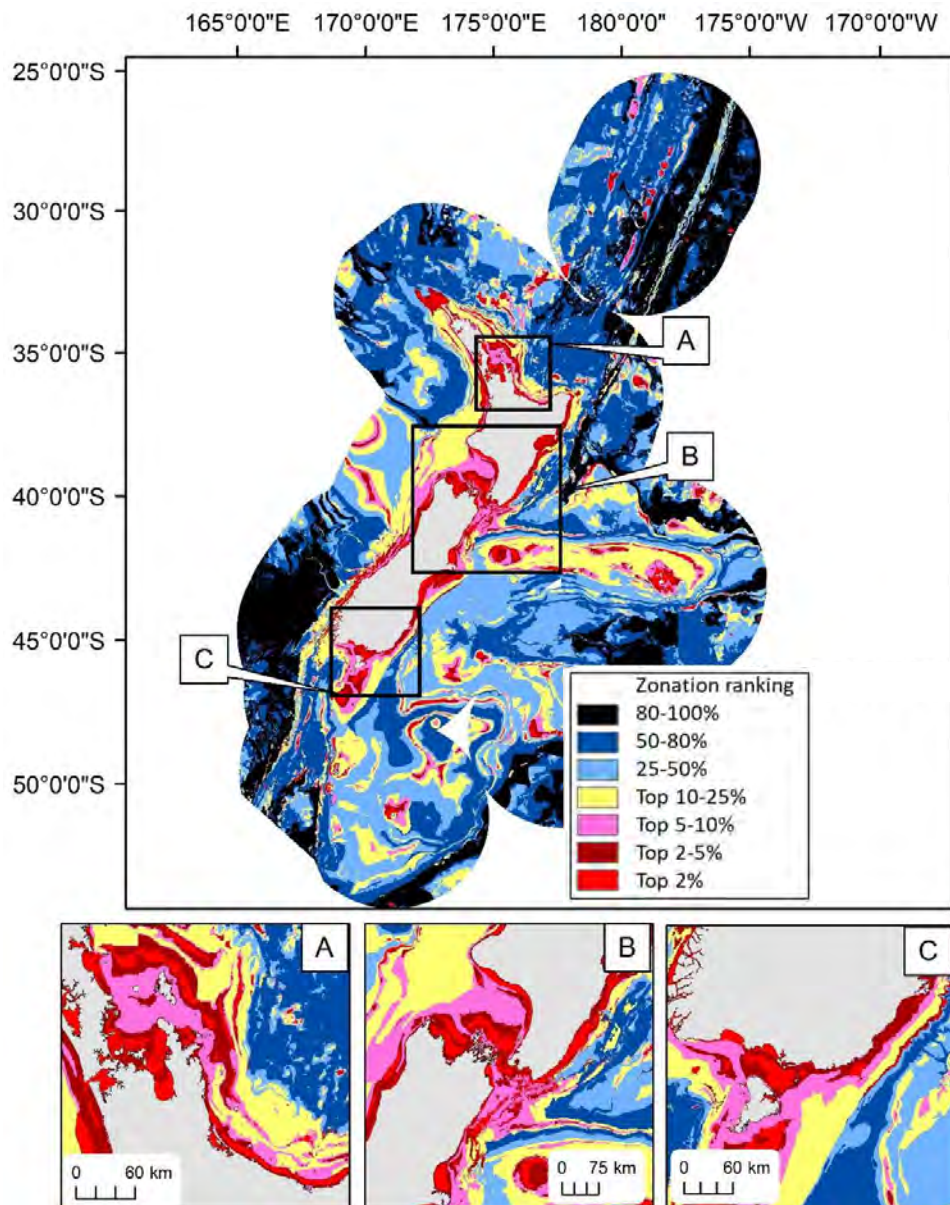 165°0'0"E 170°0'0"E 175°0'0"E 180°0'0" 175°0'0"W 170°0'0"W
25°0'0"S
30°0'0"S
35°0'0"S
40°0'0"S
45°0'0"S
50°0'0"S
A
B
C
Zonation ranking
80-100%
50-80%
25-50%
Top 10-25%
Top 5-10%
Top 2-5%
Top 2%
A
0 60 km
B
0 75 km
C
0 60 km